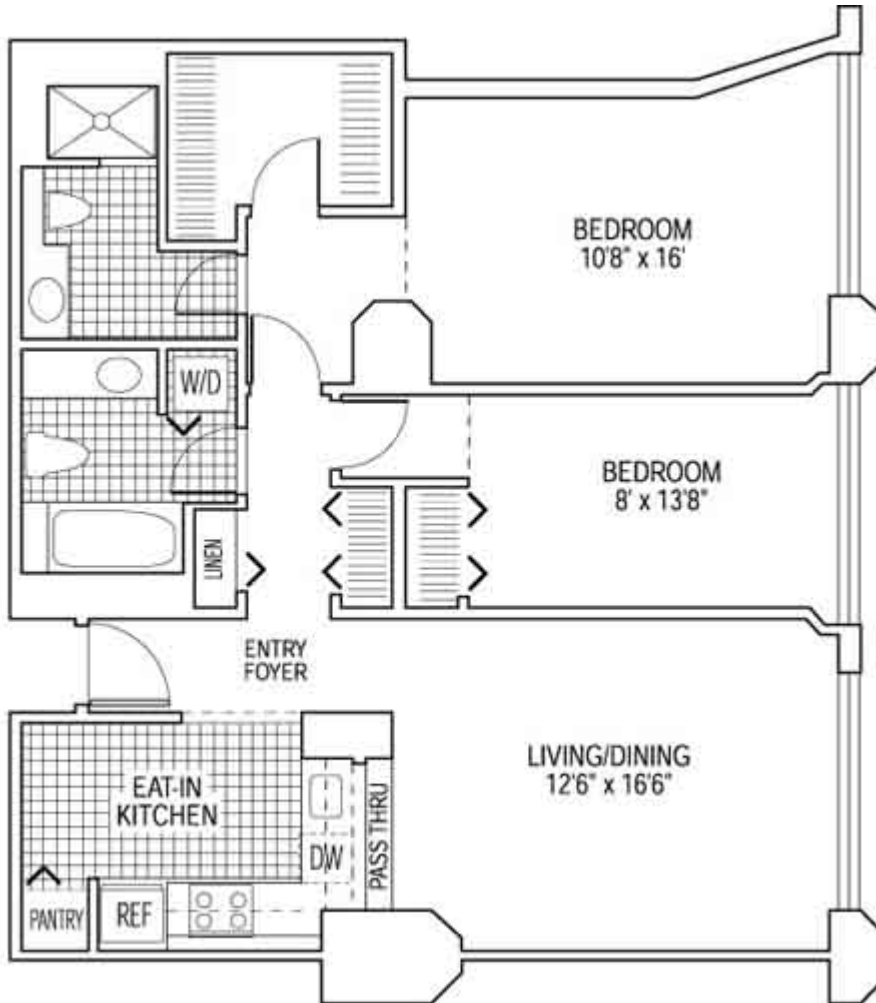 BEDROOM
10'8" x 16'
W/D
BEDROOM
8' x 13'8"
LINEN
ENTRY
FOYER
LIVING/DINING
12'6" x 16'6"
EAT-IN
KITCHEN
PASS THRU
DW
PANTRY
REF